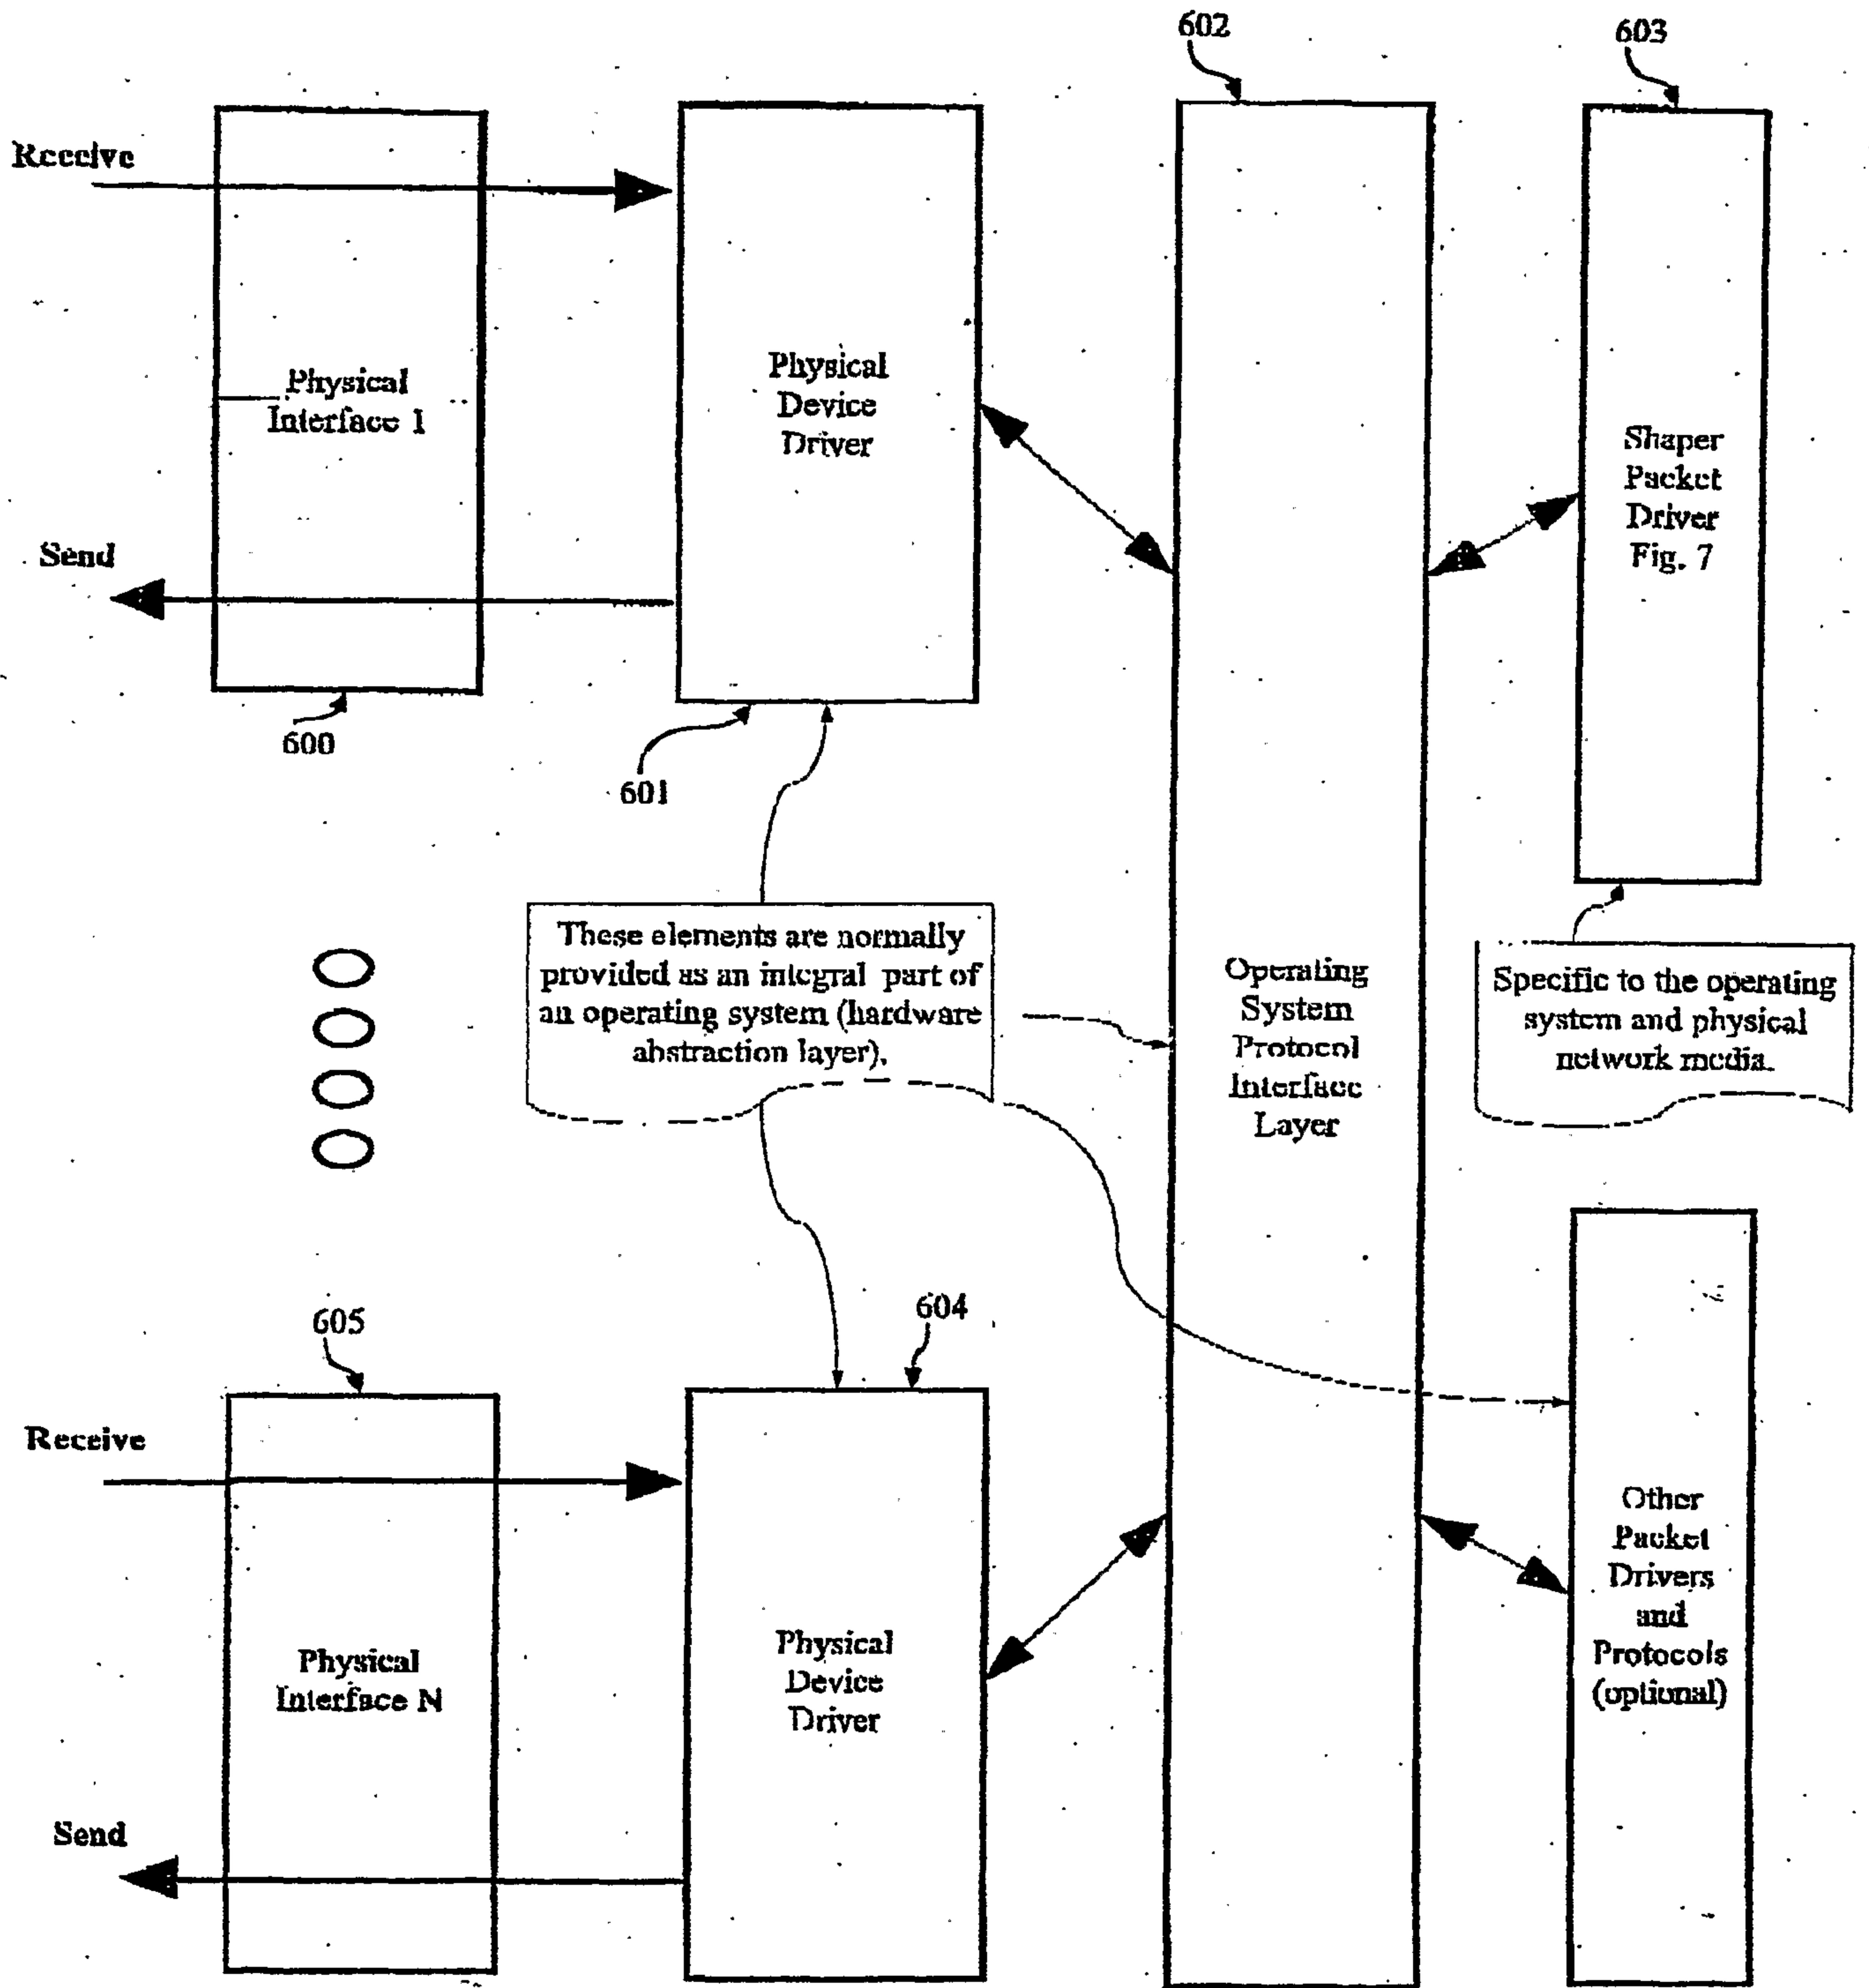 602
603
Receive
Physical
Interface 1
Physical
Device
Driver
Shaper
Packet
Driver
Fig. 7
Send
600
601
These elements are normally
provided as an integral part of
an operating system (hardware
abstraction layer).
Operating
System
Protocol
Interface
Layer
Specific to the operating
system and physical
network media.
605
604
Receive
Physical
Interface N
Physical
Device
Driver
Other
Packet
Drivers
and
Protocols
(optional)
Send